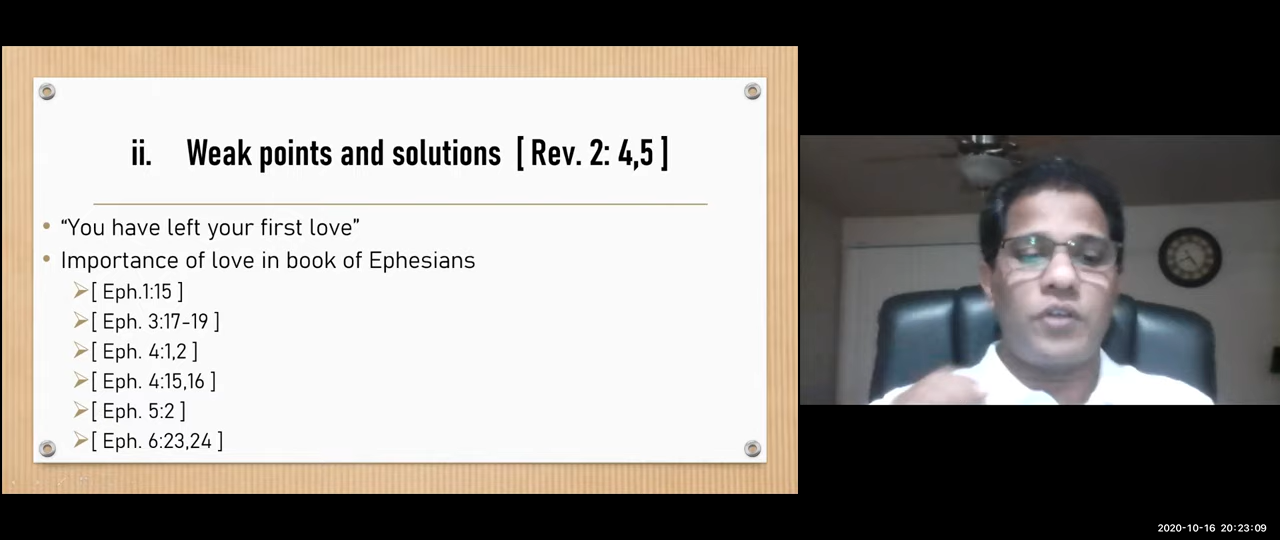 ii. Weak points and solutions [ Rev. 2: 4,5 ]
“You have left your first love”
Importance of love in book of Ephesians
[ Eph.1:15 ]
[ Eph. 3:17-19 ]
[ Eph. 4:1,2 ]
[ Eph. 4:15,16 ]
[ Eph. 5:2 ]
[ Eph. 6:23,24 ]
2020-10-16 20:23:09